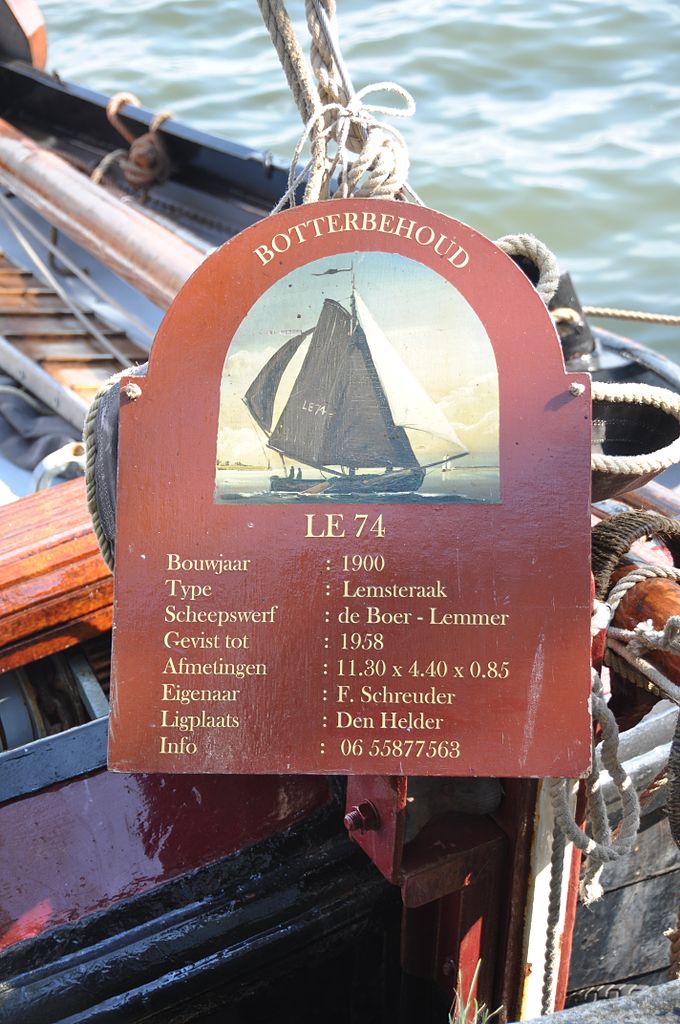 BOTTERBEHOUD
LE 74
LE 74
Bouwjaar : 1900
Type : Lemsteraak
Scheepswerf : de Boer - Lemmer
Gevist tot : 1958
Afmetingen : 11.30 x 4.40 x 0.85
Eigenaar : F. Schreuder
Ligplaats : Den Helder
Info : 06 55877563